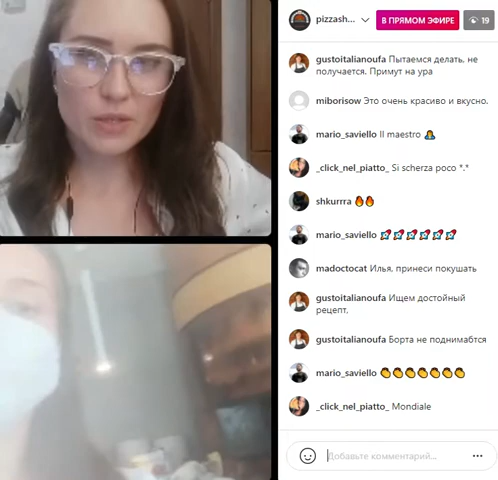 pizzash...
В ПРЯМОМ ЭФИРЕ
19
gustoitalianoufa Пытаемся делать, не
получается. Примут на ура
miborisow Это очень красиво и вкусно.
mario_saviello Il maestro
_click_nel_piatto_ Si scherza poco *.*
shkurrra
mario_saviello
madoctocat Илья, принеси покушать
gustoitalianoufa Ищем достойный
рецепт.
gustoitalianoufa Борта не поднимабтся
mario_saviello
_click_nel_piatto_ Mondiale
Добавьте комментарий...